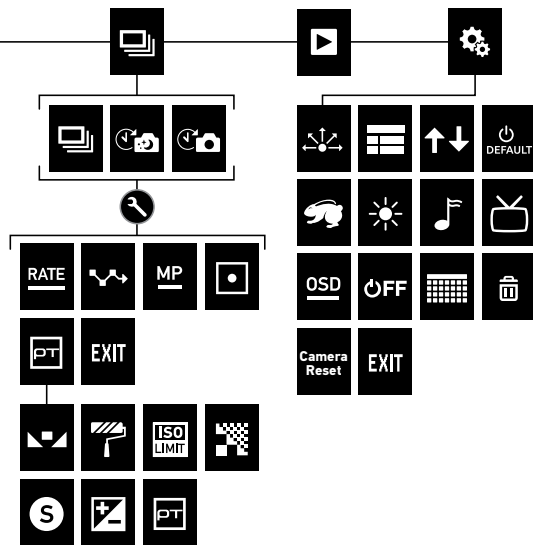 DEFAULT
RATE
MP
OSD
OFF
PT
EXIT
Camera
Reset
EXIT
ISO
LIMIT
S
PT